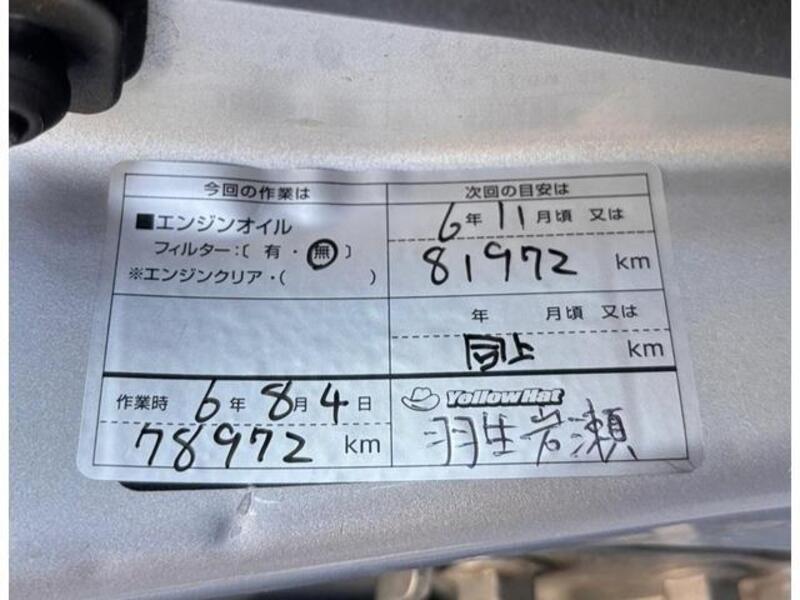 今回の作業は
■エンジンオイル
フィルター:〔 有 ・ 無 〕
※エンジンクリア・( )
次回の目安は
6年 11月頃 又は
81972 km
年 月頃 又は
同上 km
作業時 6年 8月 4日
78972 km
YellowHat
羽生岩瀬